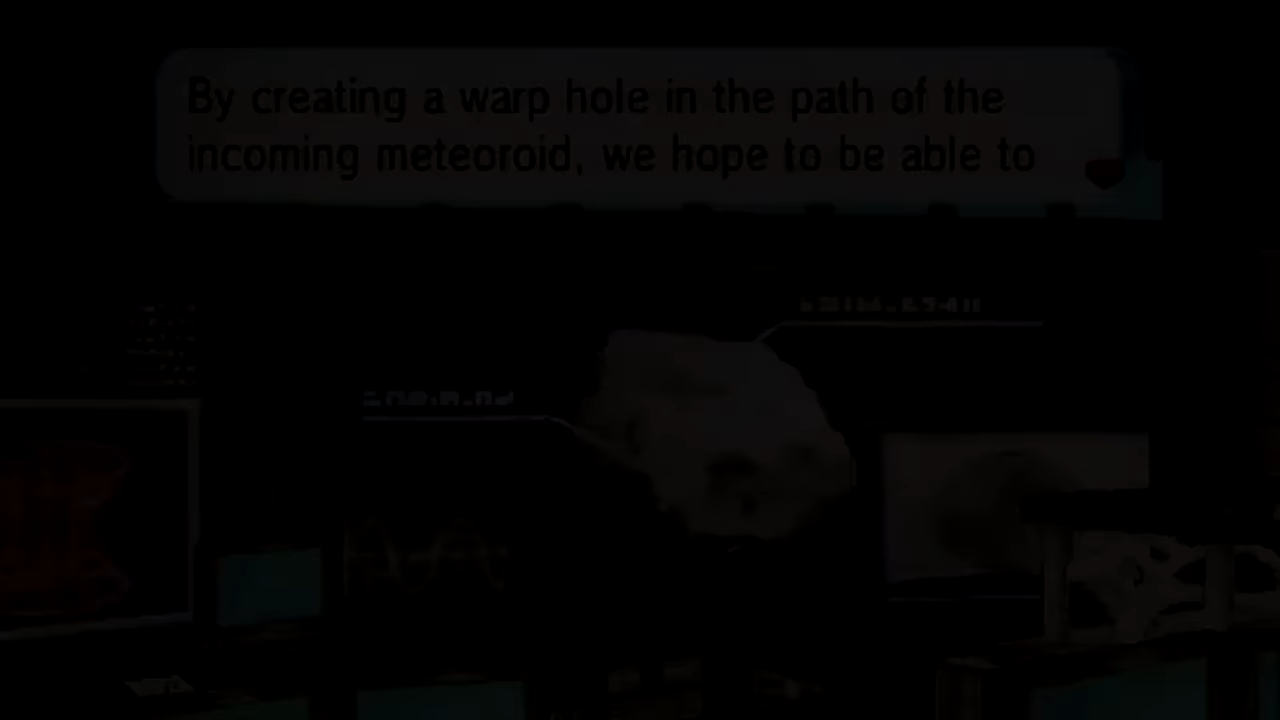 By creating a warp hole in the path of the
incoming meteoroid, we hope to be able to